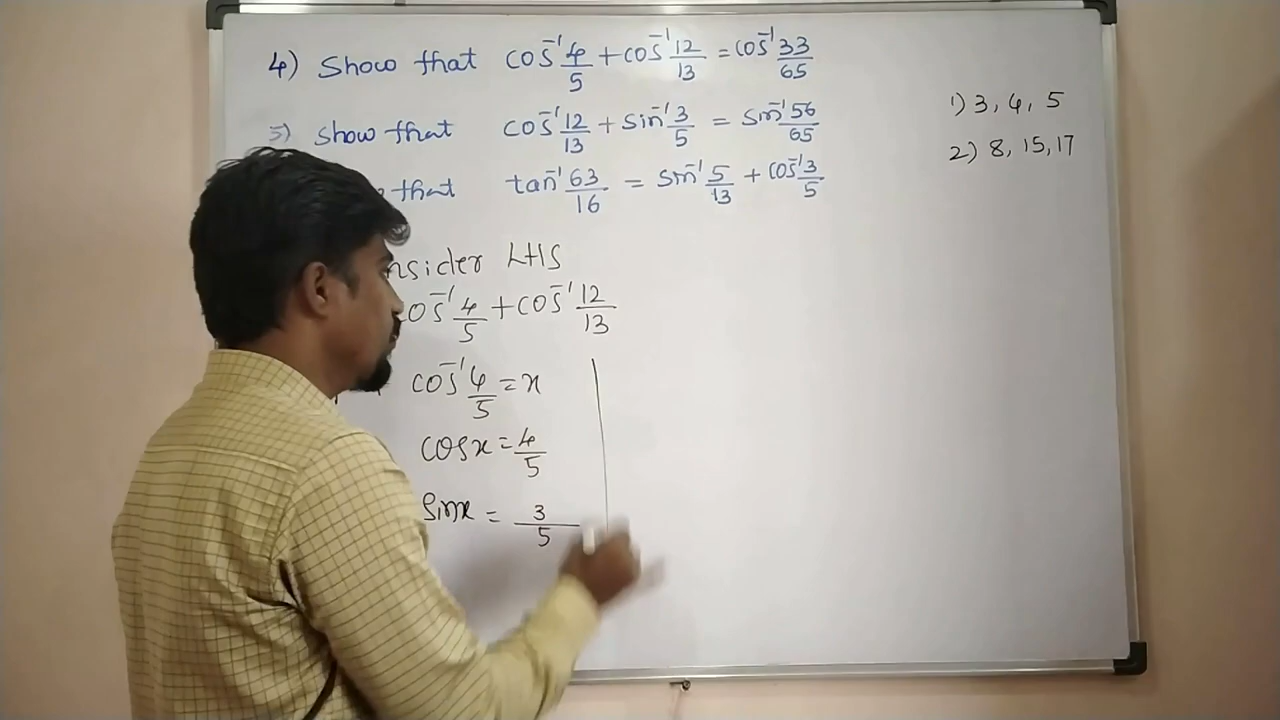 4) Show that cos⁻¹ 4/5 + cos⁻¹ 12/13 = cos⁻¹ 33/65
5) show that cos⁻¹ 12/13 + sin⁻¹ 3/5 = sin⁻¹ 56/65
that tan⁻¹ 63/16 = sin⁻¹ 5/13 + cos⁻¹ 3/5
1) 3, 4, 5
2) 8, 15, 17
nsider LHS
cos⁻¹ 4/5 + cos⁻¹ 12/13
cos⁻¹ 4/5 = x
cosx = 4/5
sinx = 3/5